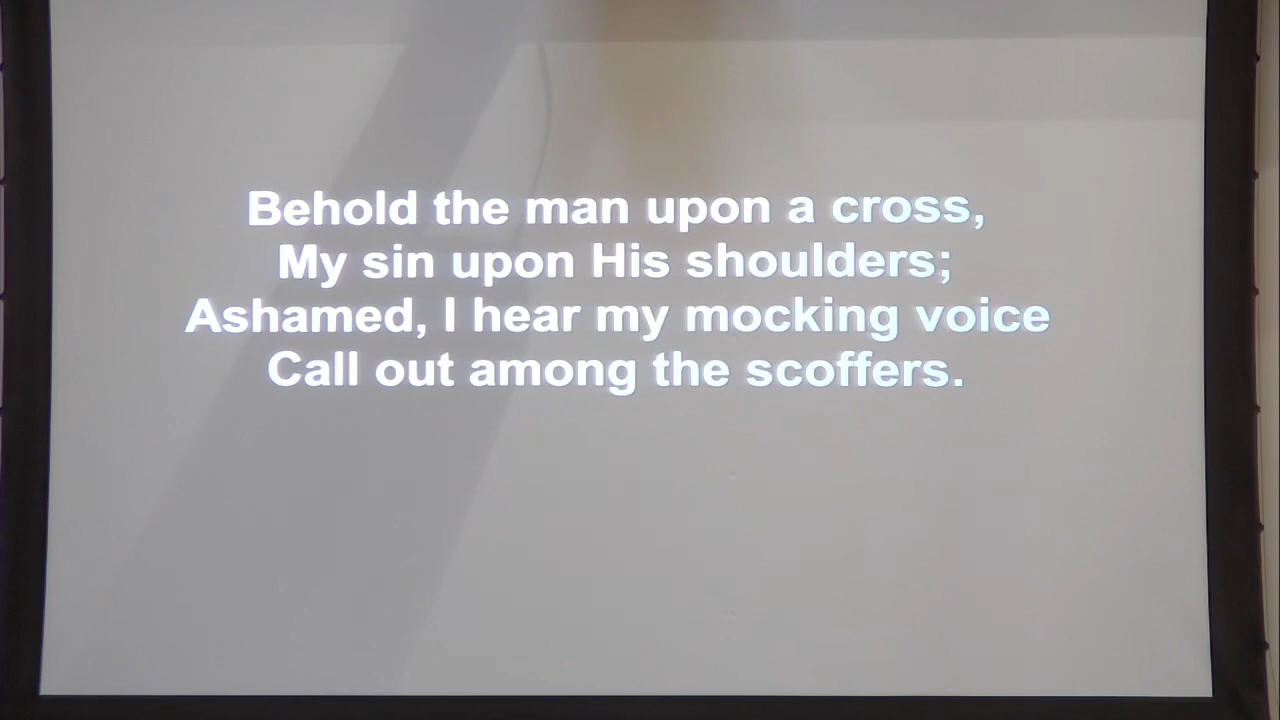 Behold the man upon a cross,
My sin upon His shoulders;
Ashamed, I hear my mocking voice
Call out among the scoffers.